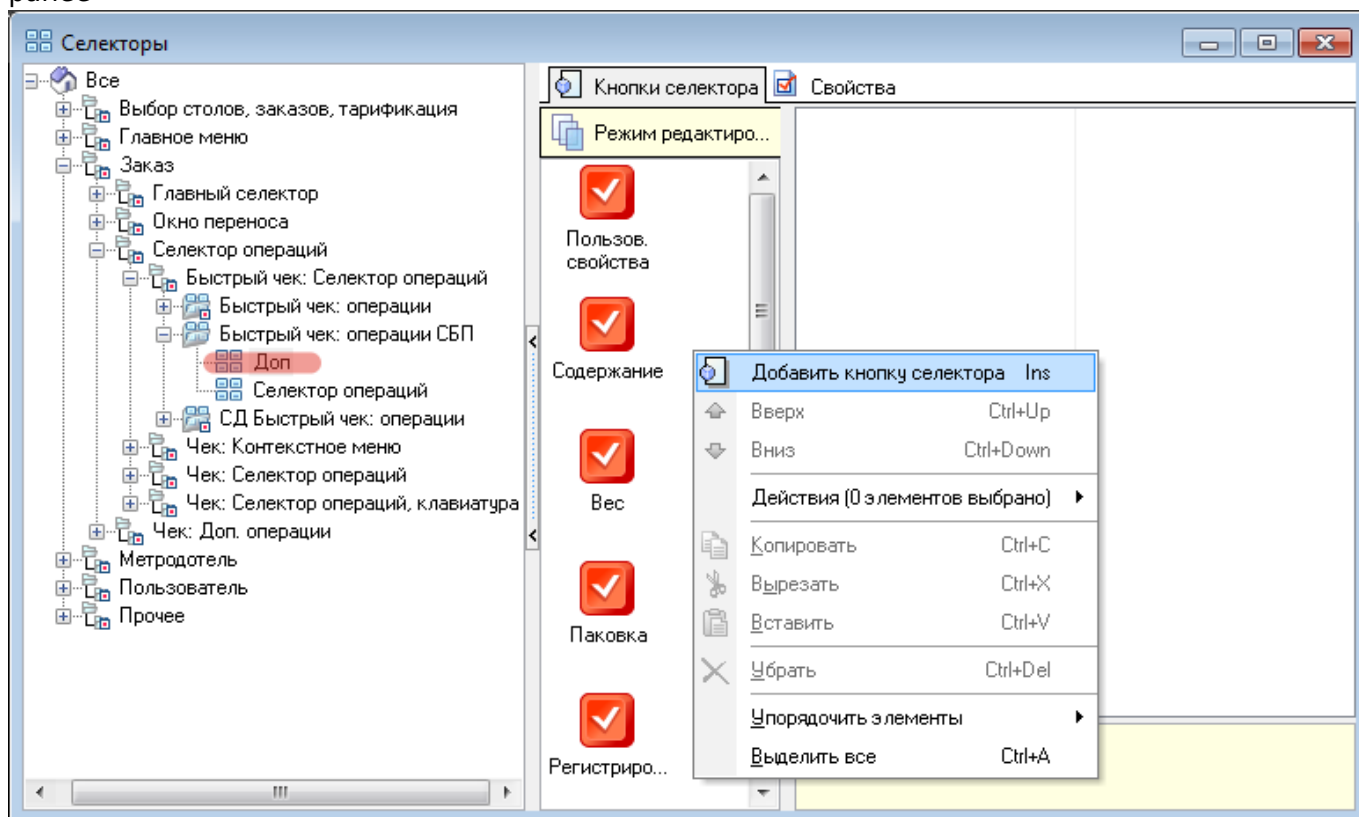 ранее
Селекторы
Все
Выбор столов, заказов, тарификация
Главное меню
Заказ
Главный селектор
Окно переноса
Селектор операций
Быстрый чек: Селектор операций
Быстрый чек: операции
Быстрый чек: операции СБП
Доп
Селектор операций
СД Быстрый чек: операции
Чек: Контекстное меню
Чек: Селектор операций
Чек: Селектор операций, клавиатура
Чек: Доп. операции
Метродотель
Пользователь
Прочее
Кнопки селектора
Свойства
Режим редактиро...
Пользов.
свойства
Содержание
Вес
Паковка
Регистриро...
Добавить кнопку селектора Ins
Вверх Ctrl+Up
Вниз Ctrl+Down
Действия (0 элементов выбрано)
Копировать Ctrl+C
Вырезать Ctrl+X
Вставить Ctrl+V
Убрать Ctrl+Del
Упорядочить элементы
Выделить все Ctrl+A